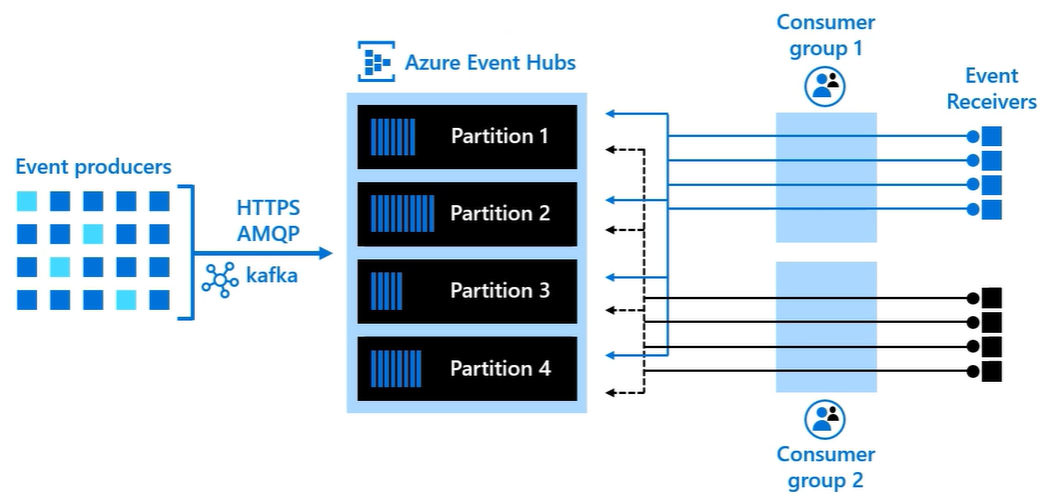 Consumer
group 1
Azure Event Hubs
Event
Receivers
Partition 1
Event producers
HTTPS
AMQP
kafka
Partition 2
Partition 3
Partition 4
Consumer
group 2